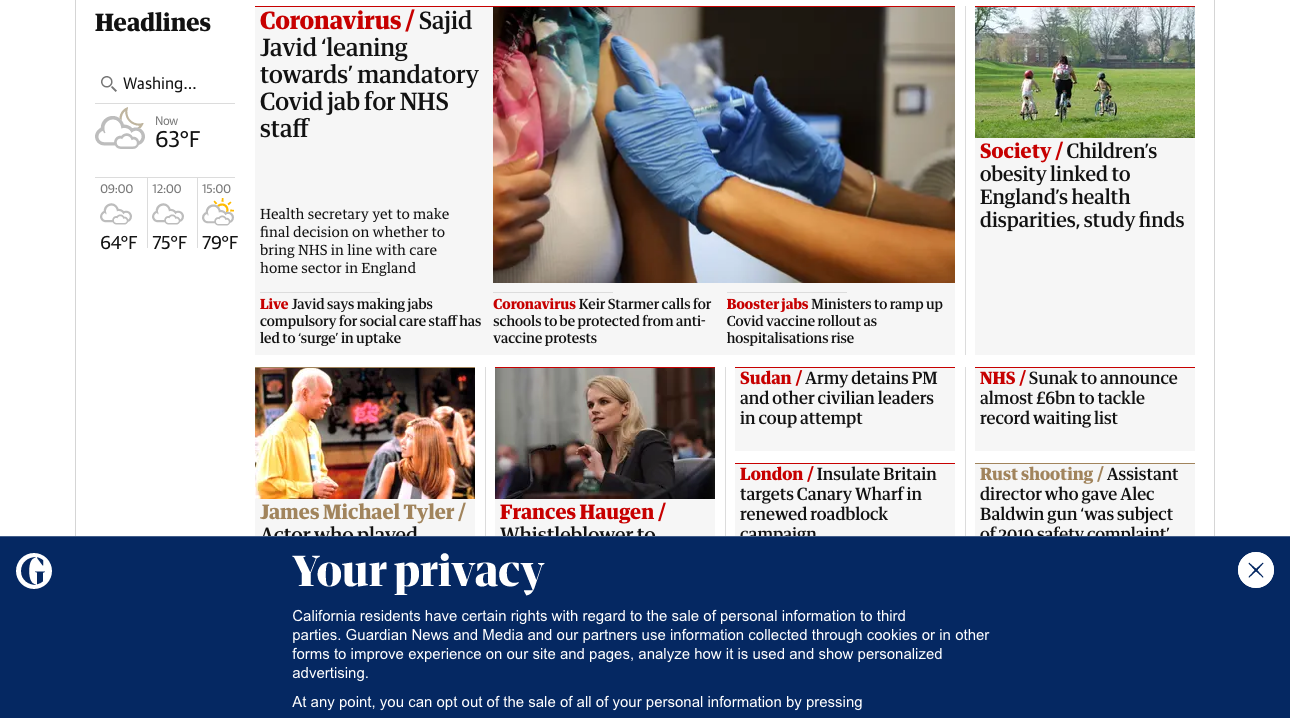 Headlines
Washing...
Now
63°F
09:00
12:00
15:00
64°F
75°F
79°F
Coronavirus / Sajid
Javid ‘leaning
towards’ mandatory
Covid jab for NHS
staff
Health secretary yet to make
final decision on whether to
bring NHS in line with care
home sector in England
Live Javid says making jabs
compulsory for social care staff has
led to ‘surge’ in uptake
Coronavirus Keir Starmer calls for
schools to be protected from anti-
vaccine protests
Booster jabs Ministers to ramp up
Covid vaccine rollout as
hospitalisations rise
Society / Children’s
obesity linked to
England’s health
disparities, study finds
James Michael Tyler /
Actor who played
Frances Haugen /
Whistleblower to
Sudan / Army detains PM
and other civilian leaders
in coup attempt
London / Insulate Britain
targets Canary Wharf in
renewed roadblock
campaign
NHS / Sunak to announce
almost £6bn to tackle
record waiting list
Rust shooting / Assistant
director who gave Alec
Baldwin gun ‘was subject
of 2019 safety complaint’
G
Your privacy
California residents have certain rights with regard to the sale of personal information to third
parties. Guardian News and Media and our partners use information collected through cookies or in other
forms to improve experience on our site and pages, analyze how it is used and show personalized
advertising.
At any point, you can opt out of the sale of all of your personal information by pressing